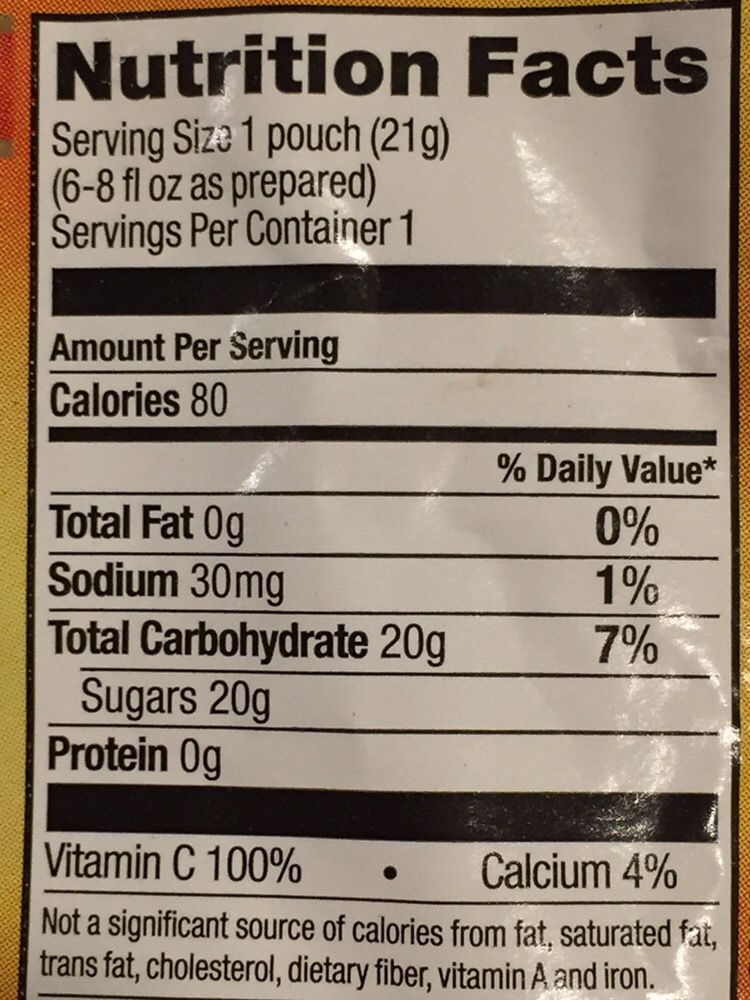 Nutrition Facts
Serving Size 1 pouch (21g)
(6-8 fl oz as prepared)
Servings Per Container 1
Amount Per Serving
Calories 80
% Daily Value*
Total Fat 0g 0%
Sodium 30mg 1%
Total Carbohydrate 20g 7%
Sugars 20g
Protein 0g
Vitamin C 100% • Calcium 4%
Not a significant source of calories from fat, saturated fat,
trans fat, cholesterol, dietary fiber, vitamin A and iron.